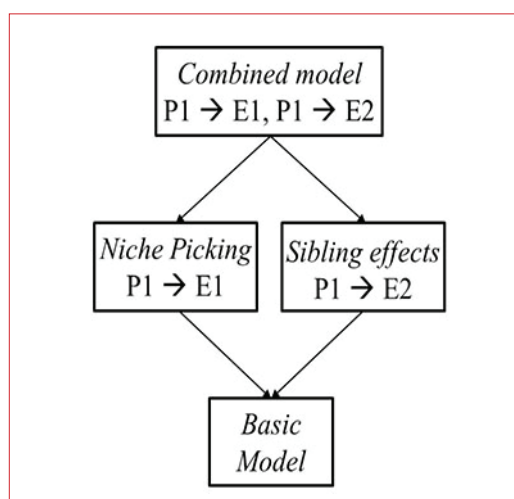 Combined model
P1 → E1, P1 → E2
Niche Picking
P1 → E1
Sibling effects
P1 → E2
Basic
Model